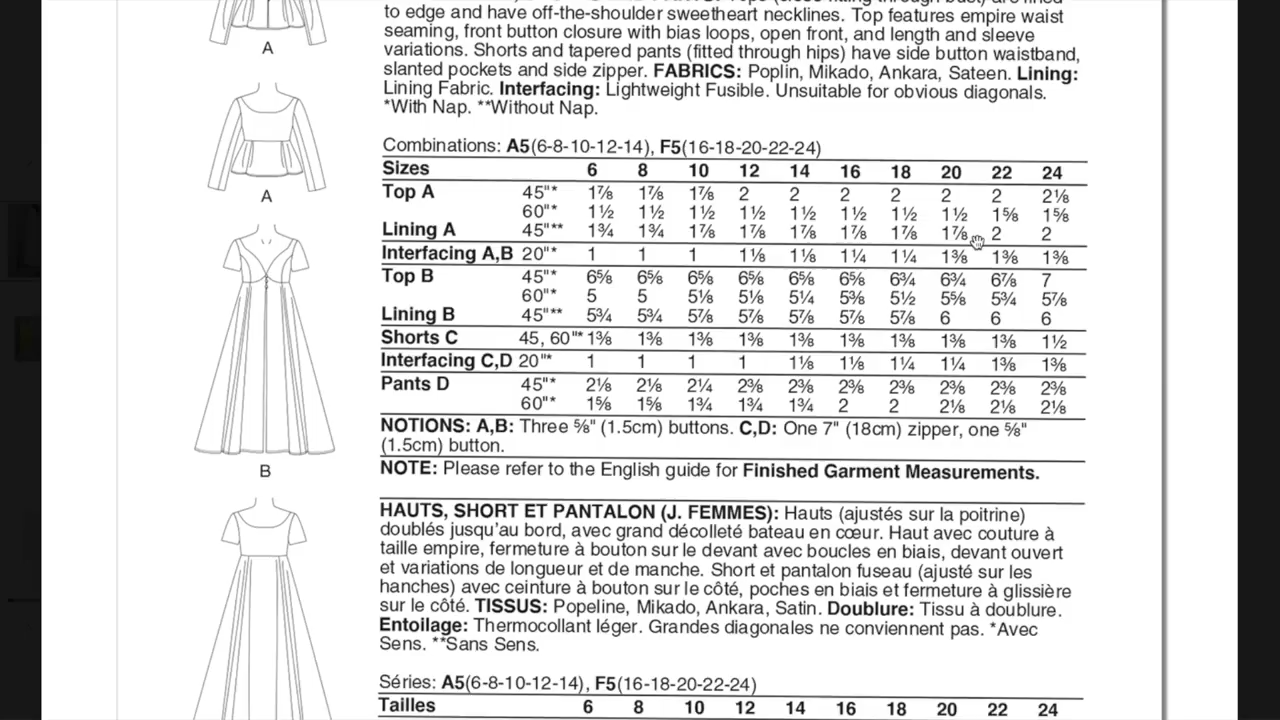 to edge and have off-the-shoulder sweetheart necklines. Top features empire waist
seaming, front button closure with bias loops, open front, and length and sleeve
variations. Shorts and tapered pants (fitted through hips) have side button waistband,
slanted pockets and side zipper. FABRICS: Poplin, Mikado, Ankara, Sateen. Lining:
Lining Fabric. Interfacing: Lightweight Fusible. Unsuitable for obvious diagonals.
*With Nap. **Without Nap.
A
A
B
Combinations: A5(6-8-10-12-14), F5(16-18-20-22-24)
Sizes 6 8 10 12 14 16 18 20 22 24
Top A 45"* 1⅞ 1⅞ 1⅞ 2 2 2 2 2 2 2⅛
60"* 1½ 1½ 1½ 1½ 1½ 1½ 1½ 1½ 1⅝ 1⅝
Lining A 45"** 1¾ 1¾ 1⅞ 1⅞ 1⅞ 1⅞ 1⅞ 1⅞ 2 2
Interfacing A,B 20"* 1 1 1 1⅛ 1⅛ 1¼ 1¼ 1⅜ 1⅜ 1⅜
Top B 45"* 6⅝ 6⅝ 6⅝ 6⅝ 6⅝ 6⅝ 6¾ 6¾ 6⅞ 7
60"* 5 5 5⅛ 5⅛ 5¼ 5⅜ 5½ 5⅝ 5¾ 5⅞
Lining B 45"** 5¾ 5¾ 5⅞ 5⅞ 5⅞ 5⅞ 5⅞ 6 6 6
Shorts C 45, 60"* 1⅜ 1⅜ 1⅜ 1⅜ 1⅜ 1⅜ 1⅜ 1⅜ 1⅜ 1½
Interfacing C,D 20"* 1 1 1 1 1⅛ 1⅛ 1¼ 1¼ 1⅜ 1⅜
Pants D 45"* 2⅛ 2⅛ 2¼ 2⅜ 2⅜ 2⅜ 2⅜ 2⅜ 2⅜ 2⅜
60"* 1⅝ 1⅝ 1¾ 1¾ 1¾ 2 2 2⅛ 2⅛ 2⅛
NOTIONS: A,B: Three ⅝" (1.5cm) buttons. C,D: One 7" (18cm) zipper, one ⅝"
(1.5cm) button.
NOTE: Please refer to the English guide for Finished Garment Measurements.
HAUTS, SHORT ET PANTALON (J. FEMMES): Hauts (ajustés sur la poitrine)
doublés jusqu'au bord, avec grand décolleté bateau en cœur. Haut avec couture à
taille empire, fermeture à bouton sur le devant avec boucles en biais, devant ouvert
et variations de longueur et de manche. Short et pantalon fuseau (ajusté sur les
hanches) avec ceinture à bouton sur le côté, poches en biais et fermeture à glissière
sur le côté. TISSUS: Popeline, Mikado, Ankara, Satin. Doublure: Tissu à doublure.
Entoilage: Thermocollant léger. Grandes diagonales ne conviennent pas. *Avec
Sens. **Sans Sens.
Séries: A5(6-8-10-12-14), F5(16-18-20-22-24)
Tailles 6 8 10 12 14 16 18 20 22 24